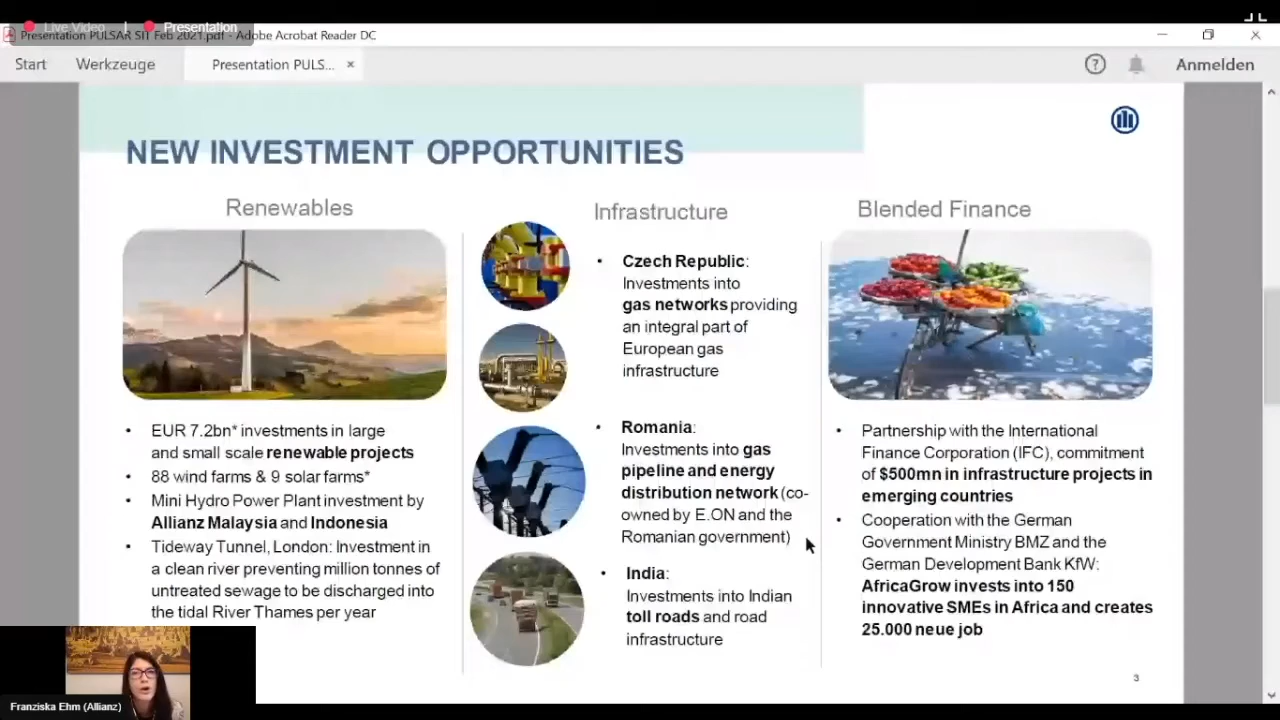 Live Video | Presentation
Presentation PULSAR SIT Feb 2021.pdf - Adobe Acrobat Reader DC
Start Werkzeuge Presentation PULS... × Anmelden
NEW INVESTMENT OPPORTUNITIES
Renewables
• EUR 7.2bn* investments in large
and small scale renewable projects
• 88 wind farms & 9 solar farms*
• Mini Hydro Power Plant investment by
Allianz Malaysia and Indonesia
• Tideway Tunnel, London: Investment in
a clean river preventing million tonnes of
untreated sewage to be discharged into
the tidal River Thames per year
Infrastructure
• Czech Republic:
Investments into
gas networks providing
an integral part of
European gas
infrastructure
• Romania:
Investments into gas
pipeline and energy
distribution network (co-
owned by E.ON and the
Romanian government)
• India:
Investments into Indian
toll roads and road
infrastructure
Blended Finance
• Partnership with the International
Finance Corporation (IFC), commitment
of $500mn in infrastructure projects in
emerging countries
• Cooperation with the German
Government Ministry BMZ and the
German Development Bank KfW:
AfricaGrow invests into 150
innovative SMEs in Africa and creates
25.000 neue job
3
Franziska Ehm (Allianz)